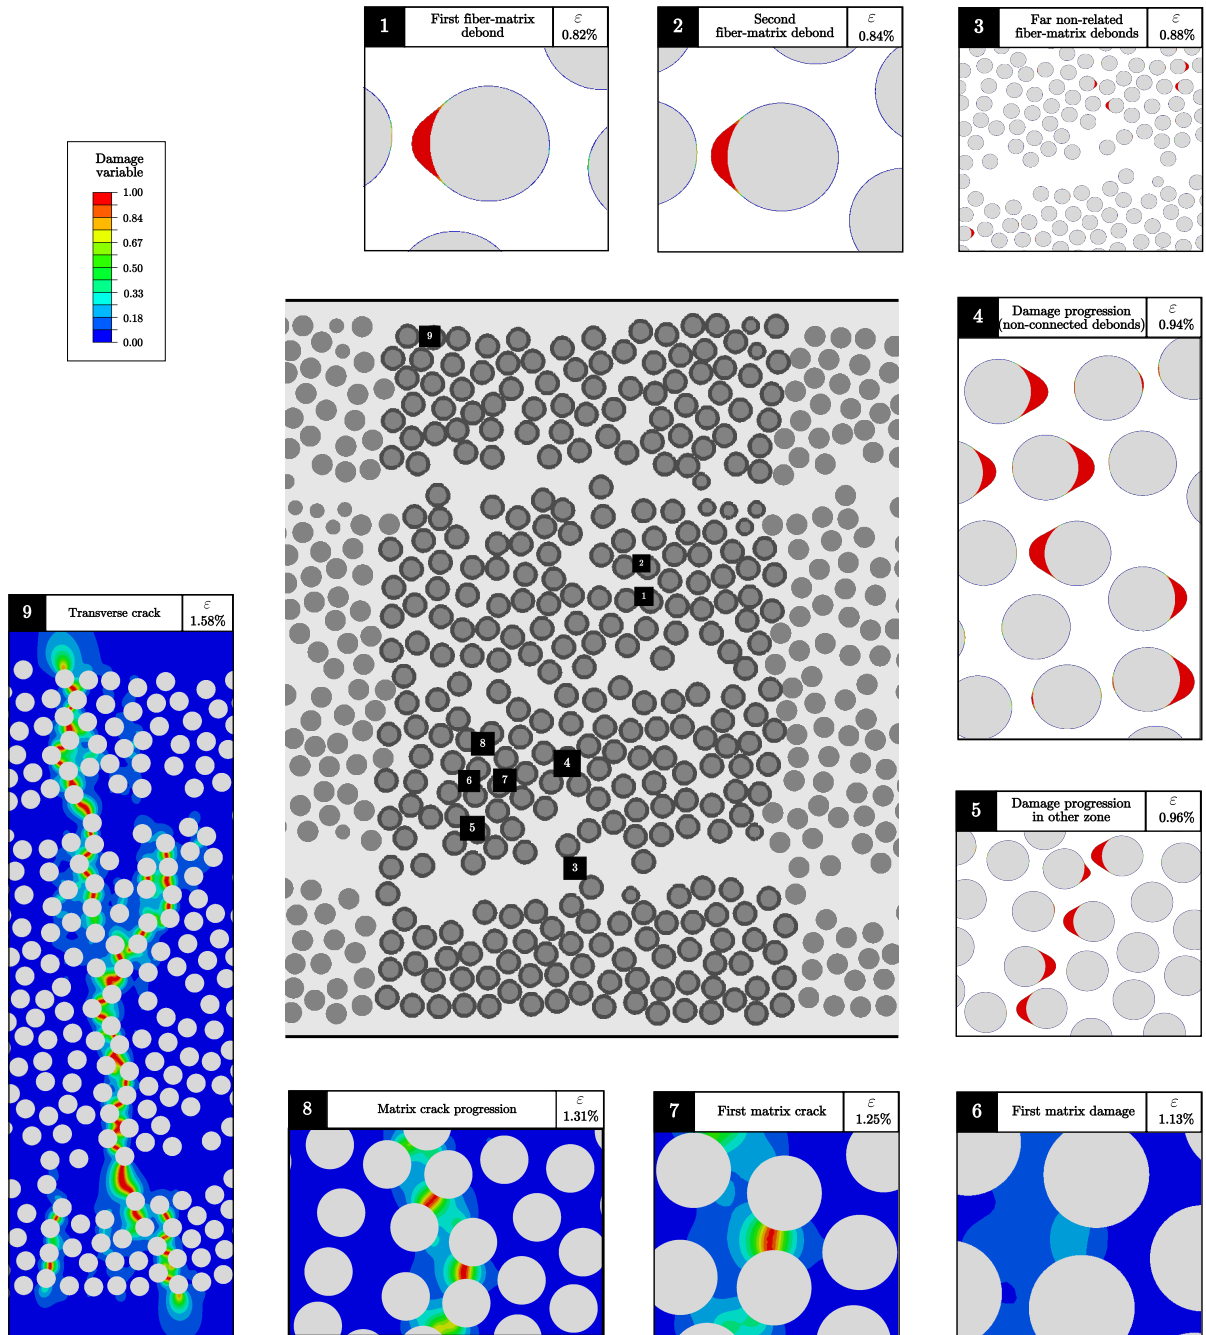 1
First fiber-matrix
debond
ε
0.82%
2
Second
fiber-matrix debond
ε
0.84%
3
Far non-related
fiber-matrix debonds
ε
0.88%
Damage
variable
1.00
0.84
0.67
0.50
0.33
0.18
0.00
4
Damage progression
(non-connected debonds)
ε
0.94%
9
2
1
8
4
6
7
5
3
9
Transverse crack
ε
1.58%
5
Damage progression
in other zone
ε
0.96%
8
Matrix crack progression
ε
1.31%
7
First matrix crack
ε
1.25%
6
First matrix damage
ε
1.13%